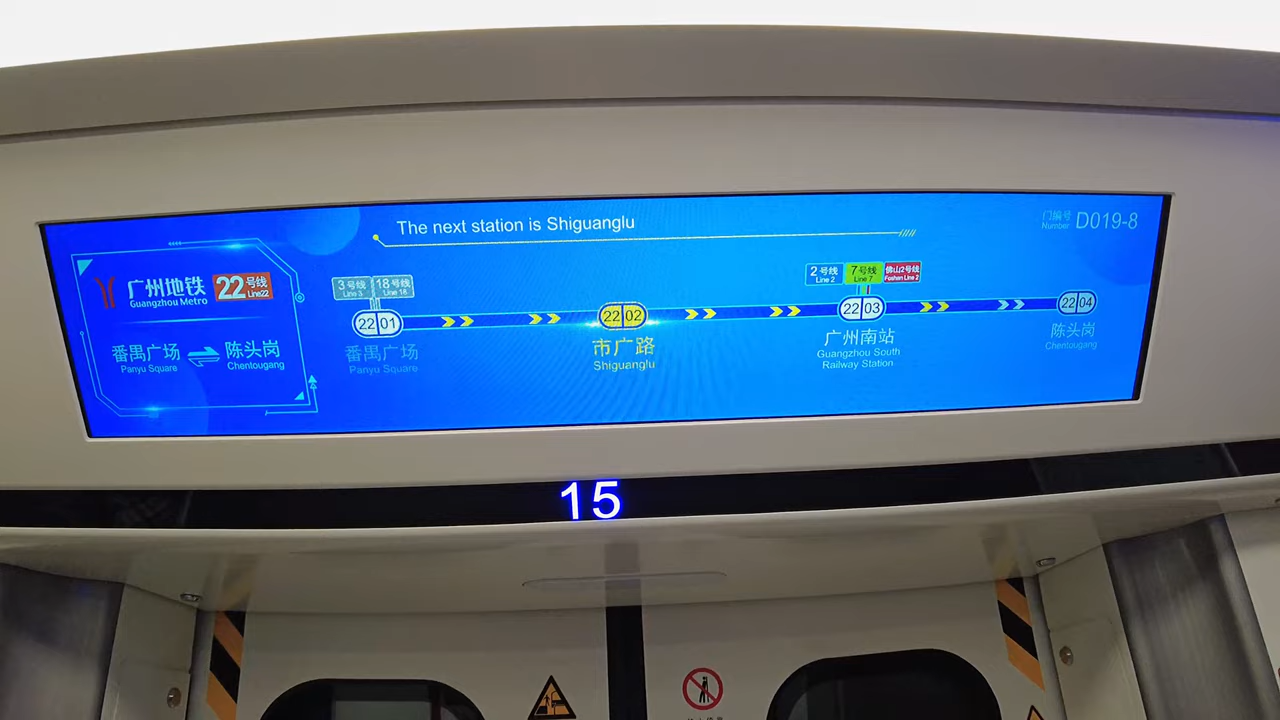 The next station is Shiguanglu
门编号
Number
D019-8
广州地铁
Guangzhou Metro
22号线
Line22
番禺广场
Panyu Square
陈头岗
Chentougang
3号线
Line 3
18号线
Line 18
22 01
番禺广场
Panyu Square
22 02
市广路
Shiguanglu
2号线
Line 2
7号线
Line 7
佛山2号线
Foshan Line 2
22 03
广州南站
Guangzhou South
Railway Station
22 04
陈头岗
Chentougang
15